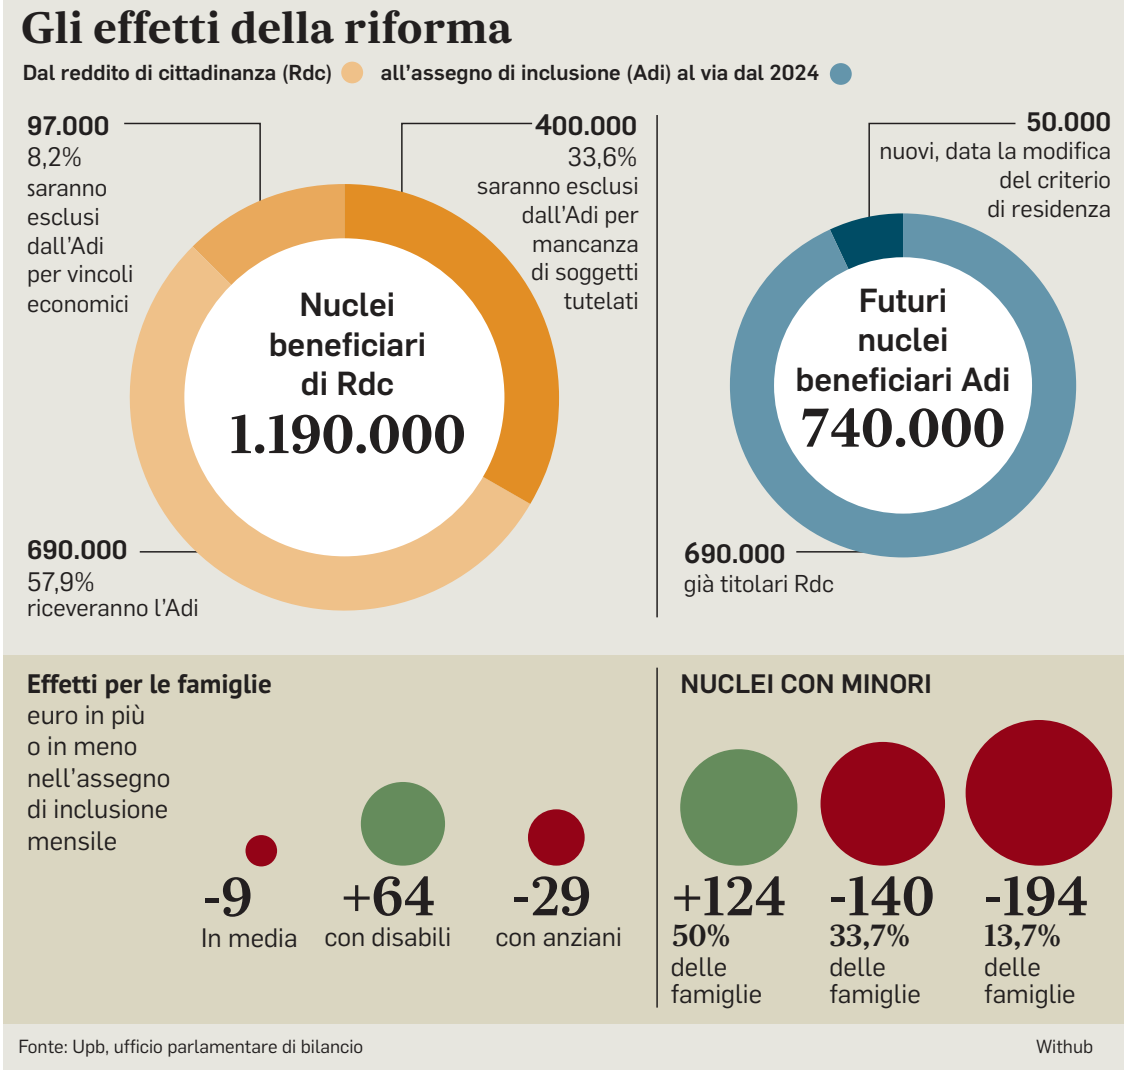 Gli effetti della riforma
Dal reddito di cittadinanza (Rdc)
all’assegno di inclusione (Adi) al via dal 2024
97.000
8,2%
saranno
esclusi
dall’Adi
per vincoli
economici
400.000
33,6%
saranno esclusi
dall’Adi per
mancanza
di soggetti
tutelati
Nuclei
beneficiari
di Rdc
1.190.000
690.000
57,9%
riceveranno l’Adi
50.000
nuovi, data la modifica
del criterio
di residenza
Futuri
nuclei
beneficiari Adi
740.000
690.000
già titolari Rdc
Effetti per le famiglie
euro in più
o in meno
nell’assegno
di inclusione
mensile
-9
In media
+64
con disabili
-29
con anziani
NUCLEI CON MINORI
+124
50%
delle
famiglie
-140
33,7%
delle
famiglie
-194
13,7%
delle
famiglie
Fonte: Upb, ufficio parlamentare di bilancio
Withub